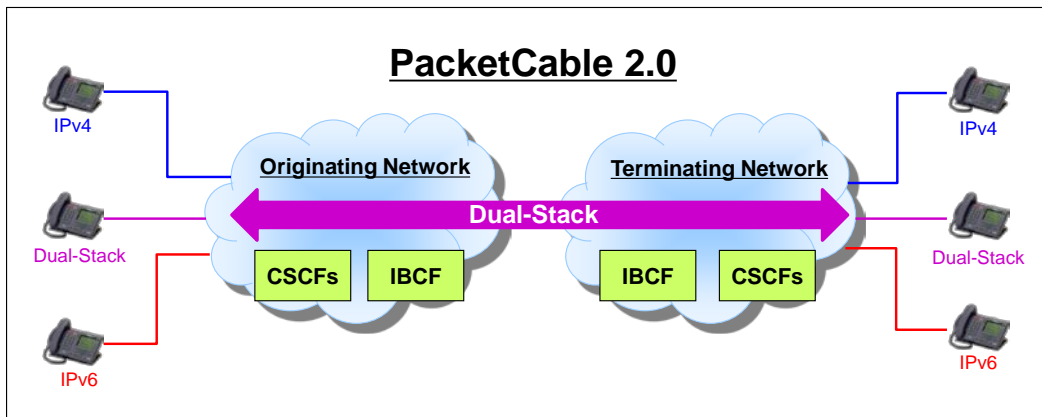 PacketCable 2.0
IPv4
IPv4
Originating Network
Terminating Network
Dual-Stack
Dual-Stack
Dual-Stack
CSCFs
IBCF
IBCF
CSCFs
IPv6
IPv6